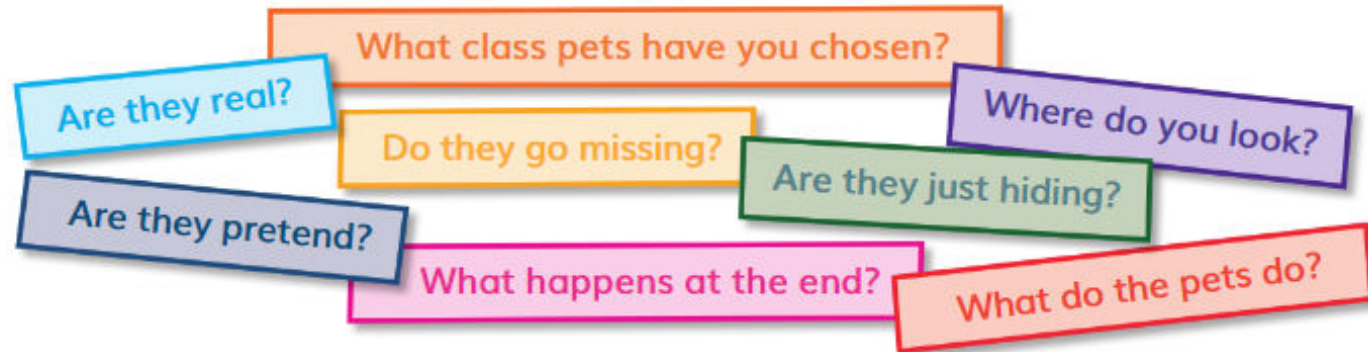 What class pets have you chosen?
Are they real?
Do they go missing?
Where do you look?
Are they just hiding?
Are they pretend?
What happens at the end?
What do the pets do?